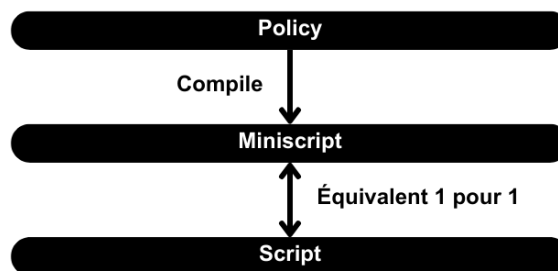 Policy
Compile
Miniscript
Équivalent 1 pour 1
Script